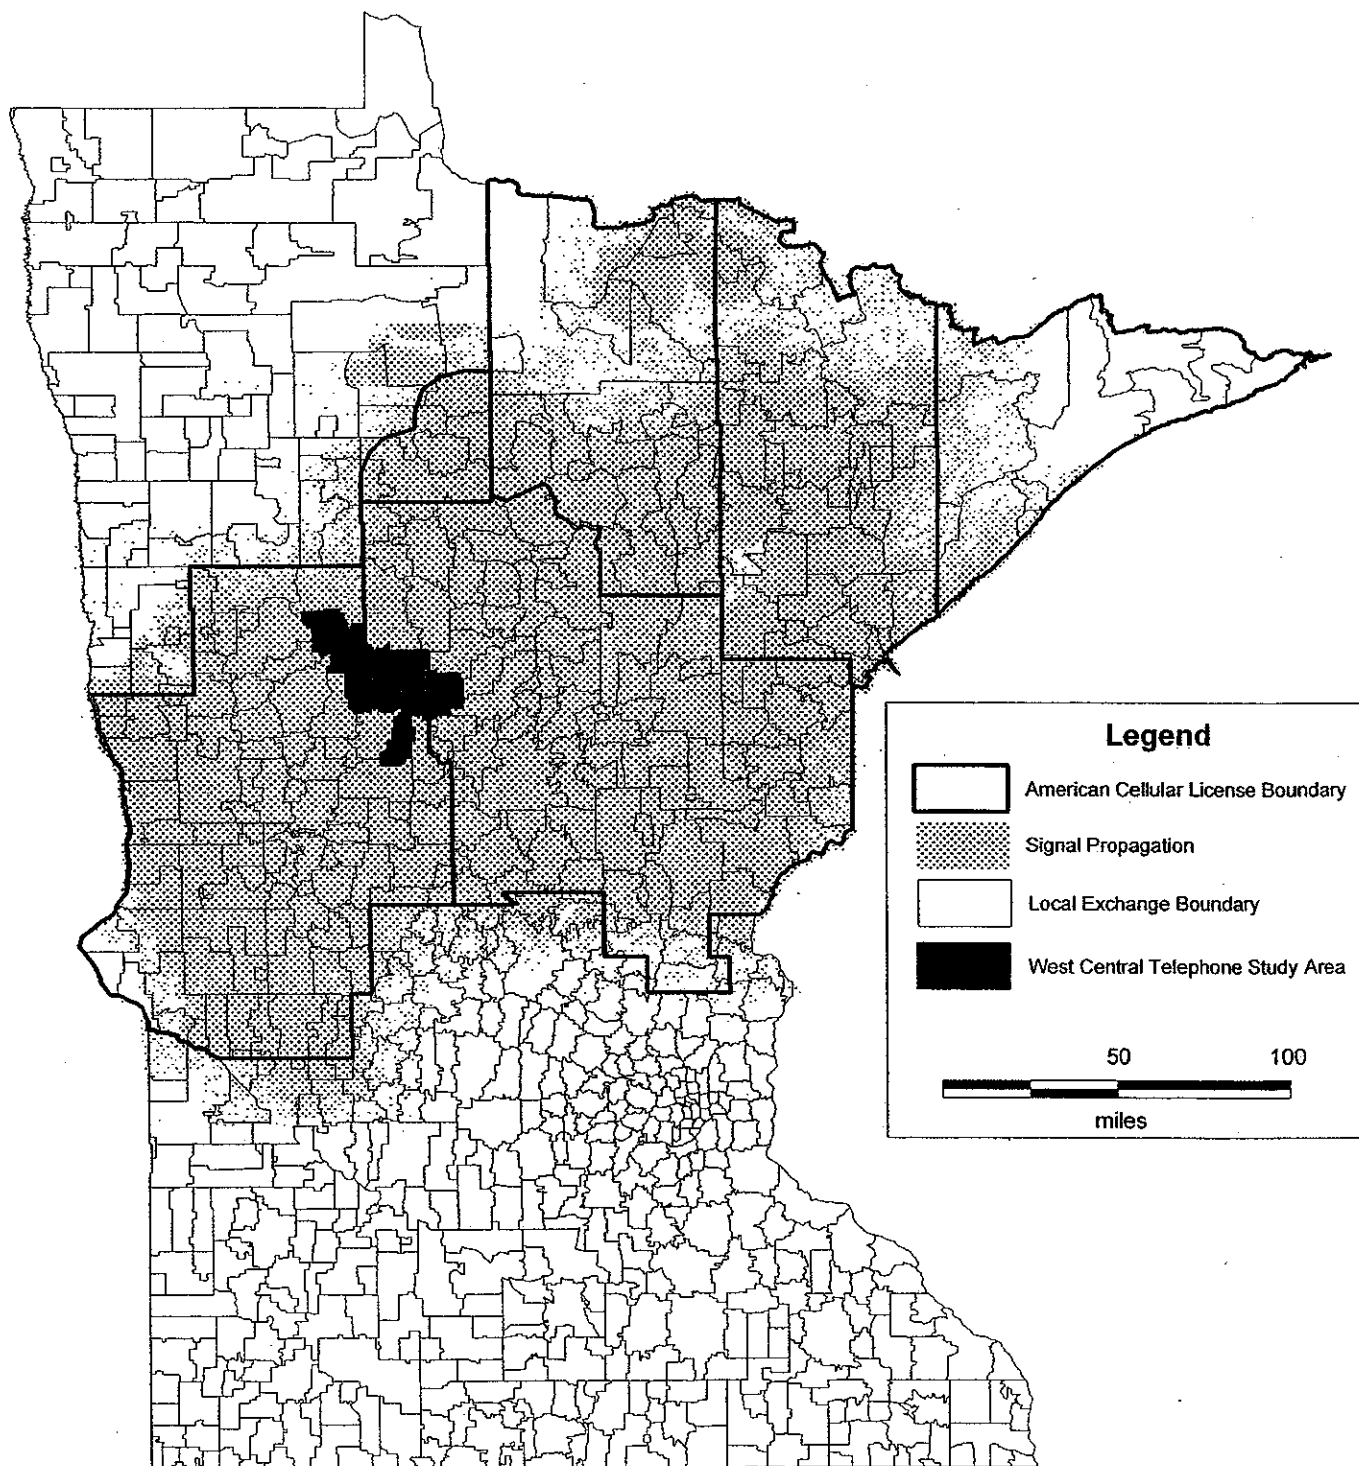 Legend
American Cellular License Boundary
Signal Propagation
Local Exchange Boundary
West Central Telephone Study Area
50 100
miles